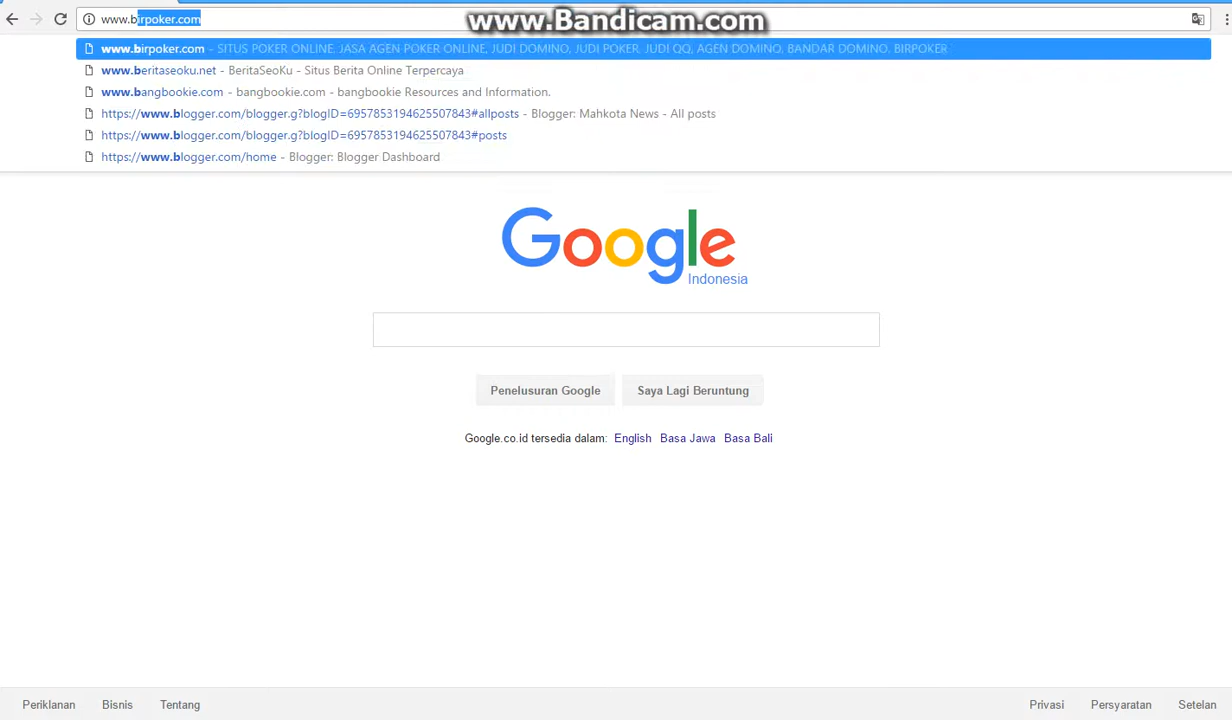 www.birpoker.com
www.Bandicam.com
www.birpoker.com - SITUS POKER ONLINE. JASA AGEN POKER ONLINE, JUDI DOMINO, JUDI POKER. JUDI QQ, AGEN DOMINO, BANDAR DOMINO. BIRPOKER
www.beritaseoku.net - BeritaSeoKu - Situs Berita Online Terpercaya
www.bangbookie.com - bangbookie.com - bangbookie Resources and Information.
https://www.blogger.com/blogger.g?blogID=6957853194625507843#allposts - Blogger: Mahkota News - All posts
https://www.blogger.com/blogger.g?blogID=6957853194625507843#posts
https://www.blogger.com/home - Blogger: Blogger Dashboard
Google
Indonesia
Penelusuran Google Saya Lagi Beruntung
Google.co.id tersedia dalam: English Basa Jawa Basa Bali
Periklanan Bisnis Tentang Privasi Persyaratan Setelan